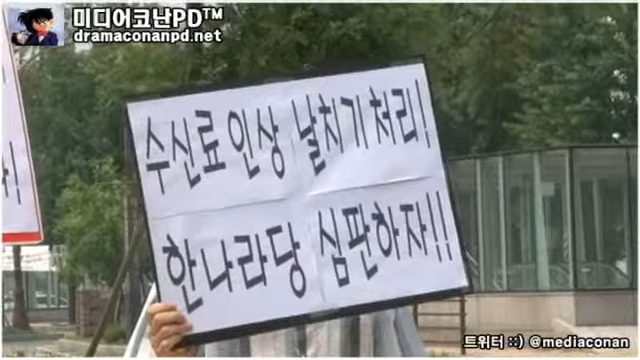 미디어코난PD™
dramaconanpd.net
수신료인상 날치기처리!
한나라당 심판하자!!
!
트위터 ::) @mediaconan